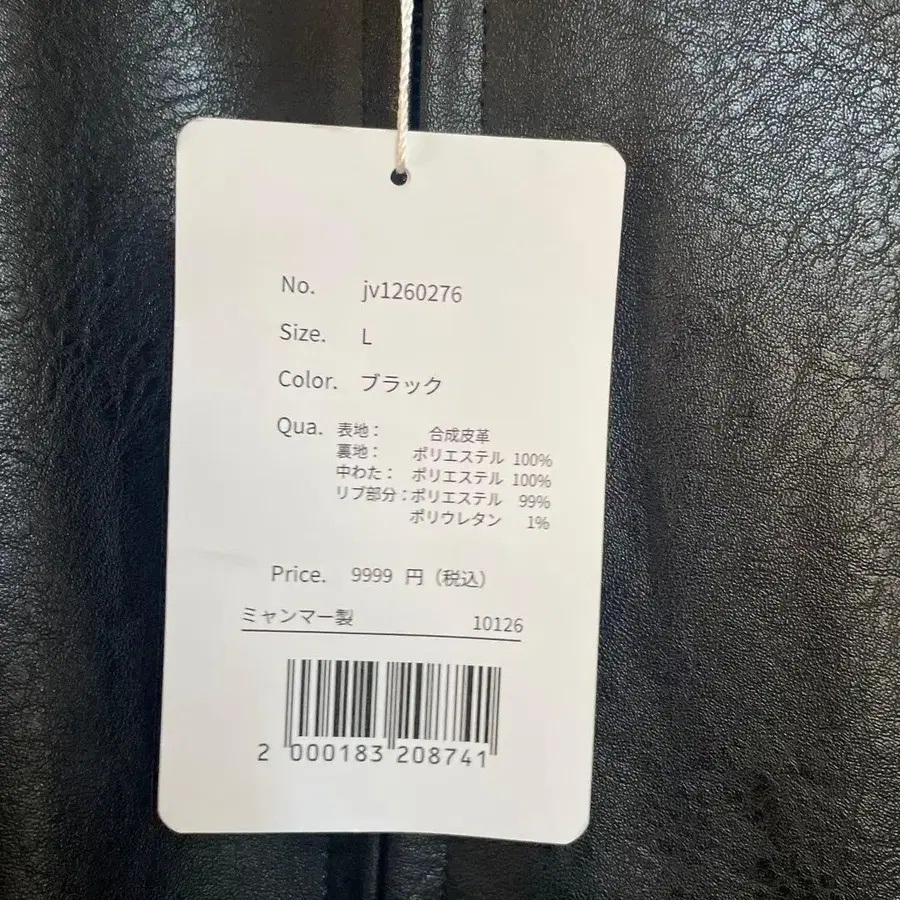 No. jv1260276
Size. L
Color. ブラック
Qua. 表地： 合成皮革
裏地： ポリエステル 100%
中わた： ポリエステル 100%
リブ部分：ポリエステル 99%
ポリウレタン 1%
Price. 9999 円（税込）
ミャンマー製 10126
2 000183 208741